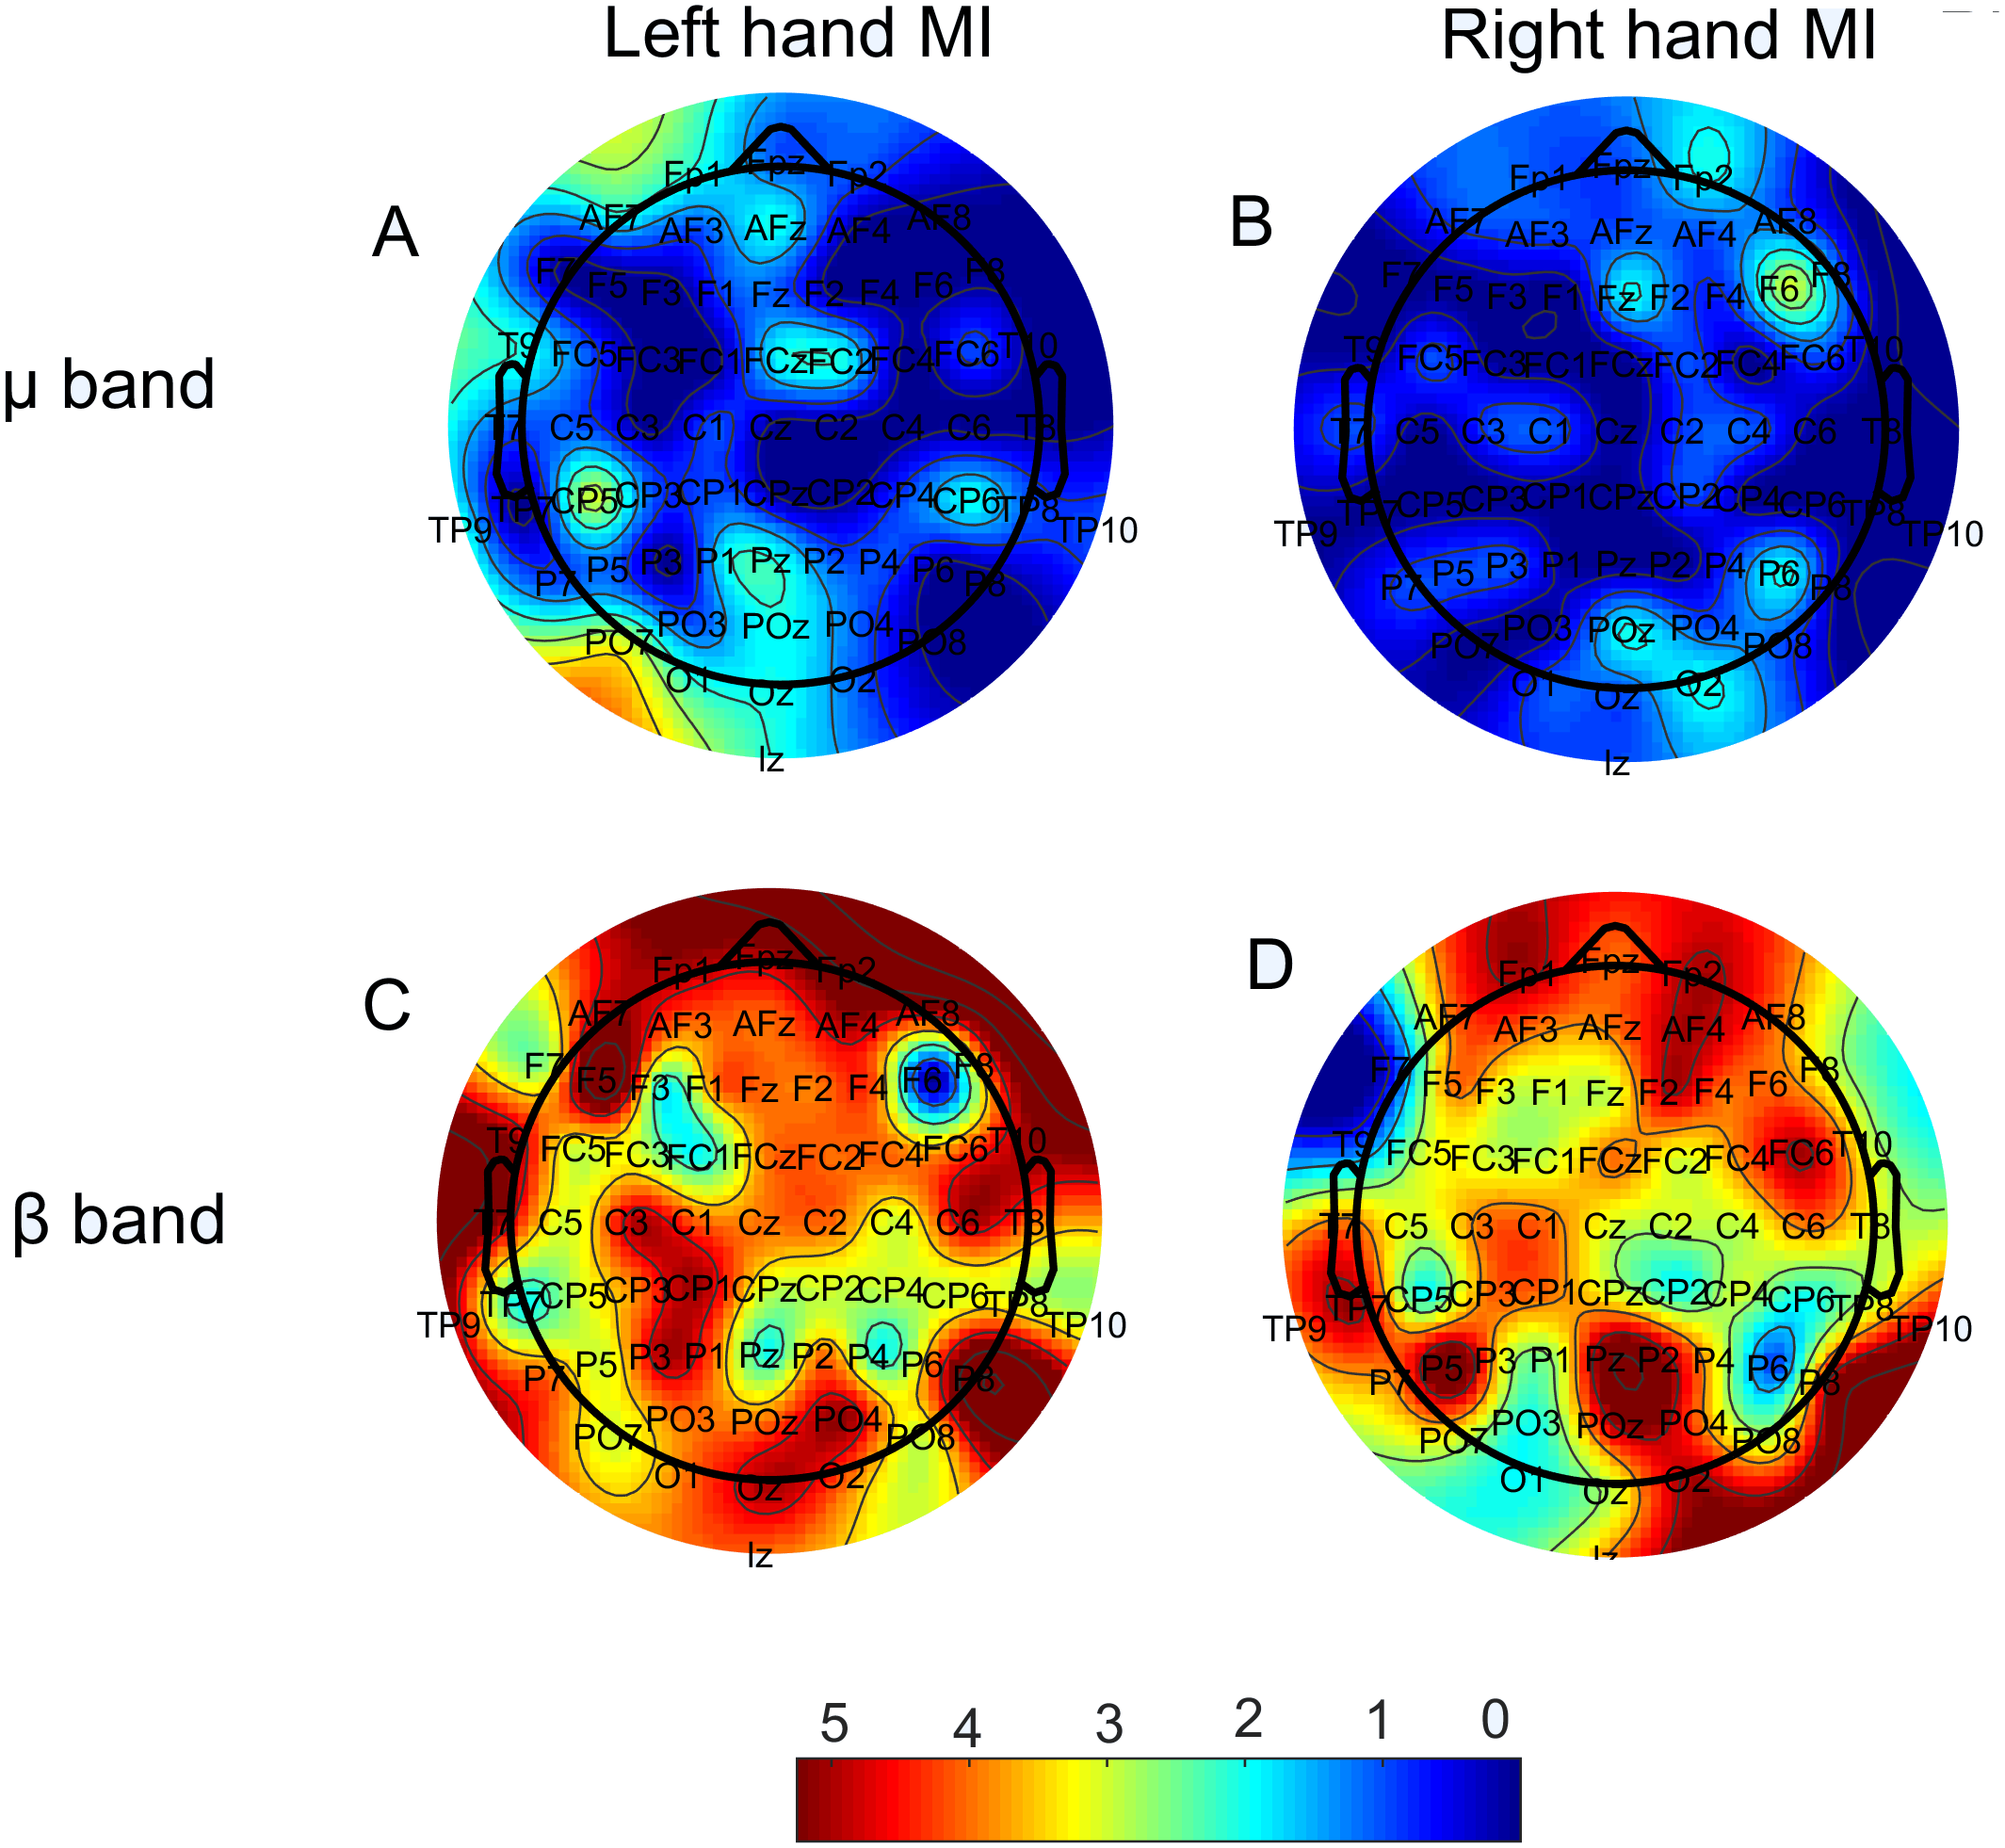 Left hand MI
Right hand MI
μ band
A
Fp1 Fpz Fp2
AF7 AF3 AFz AF4 AF8
F7 F5 F3 F1 Fz F2 F4 F6 F8
T9 FC5 FC3 FC1 FCz FC2 FC4 FC6 T10
T7 C5 C3 C1 Cz C2 C4 C6 T8
TP9 TP7 CP5 CP3 CP1 CPz CP2 CP4 CP6 TP8 TP10
P7 P5 P3 P1 Pz P2 P4 P6 P8
PO7 PO3 POz PO4 PO8
O1 Oz O2
Iz
B
Fp1 Fpz Fp2
AF7 AF3 AFz AF4 AF8
F7 F5 F3 F1 Fz F2 F4 F6 F8
T9 FC5 FC3 FC1 FCz FC2 FC4 FC6 T10
T7 C5 C3 C1 Cz C2 C4 C6 T8
TP9 TP7 CP5 CP3 CP1 CPz CP2 CP4 CP6 TP8 TP10
P7 P5 P3 P1 Pz P2 P4 P6 P8
PO7 PO3 POz PO4 PO8
O1 Oz O2
Iz
β band
C
Fp1 Fpz Fp2
AF7 AF3 AFz AF4 AF8
F7 F5 F3 F1 Fz F2 F4 F6 F8
T9 FC5 FC3 FC1 FCz FC2 FC4 FC6 T10
T7 C5 C3 C1 Cz C2 C4 C6 T8
TP9 TP7 CP5 CP3 CP1 CPz CP2 CP4 CP6 TP8 TP10
P7 P5 P3 P1 Pz P2 P4 P6 P8
PO7 PO3 POz PO4 PO8
O1 Oz O2
Iz
D
Fp1 Fpz Fp2
AF7 AF3 AFz AF4 AF8
F7 F5 F3 F1 Fz F2 F4 F6 F8
T9 FC5 FC3 FC1 FCz FC2 FC4 FC6 T10
T7 C5 C3 C1 Cz C2 C4 C6 T8
TP9 TP7 CP5 CP3 CP1 CPz CP2 CP4 CP6 TP8 TP10
P7 P5 P3 P1 Pz P2 P4 P6 P8
PO7 PO3 POz PO4 PO8
O1 Oz O2
Iz
5 4 3 2 1 0